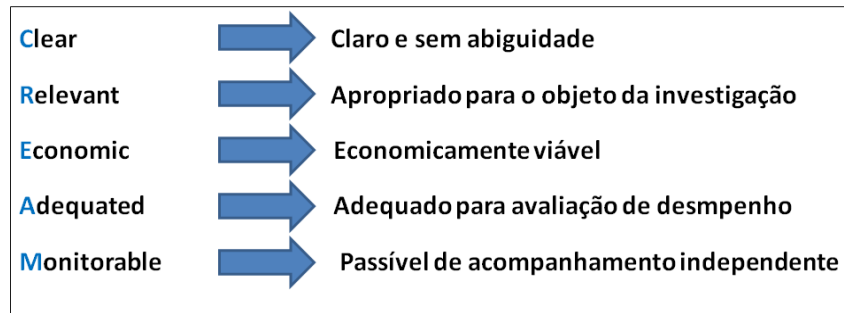 Clear Claro e sem abiguidade
Relevant Apropriado para o objeto da investigação
Economic Economicamente viável
Adequated Adequado para avaliação de desmpenho
Monitorable Passível de acompanhamento independente